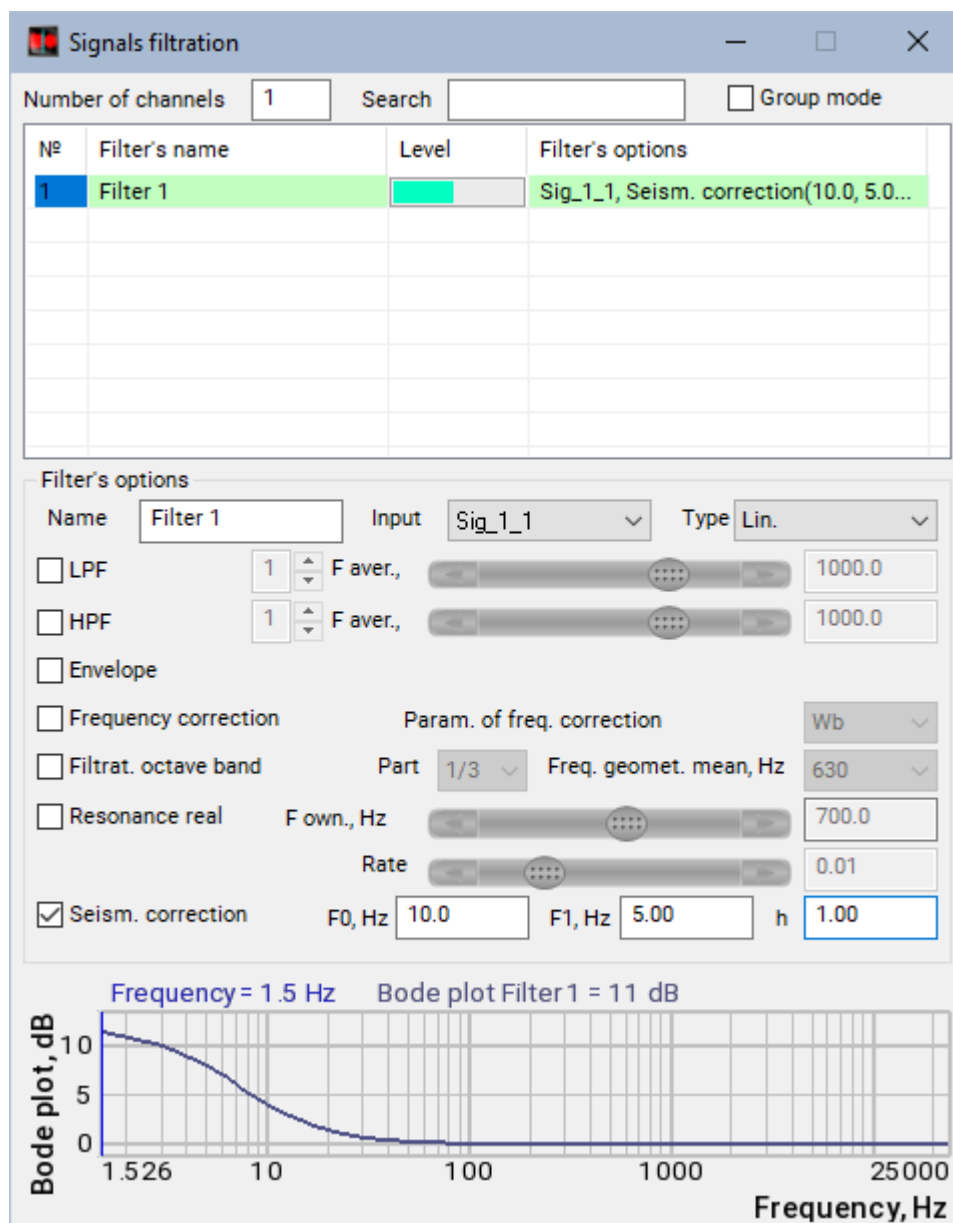 Signals filtration
Number of channels 1 Search Group mode
№ Filter's name Level Filter's options
1 Filter 1 Sig_1_1, Seism. correction(10.0, 5.0...
Filter's options
Name Filter 1 Input Sig_1_1 Type Lin.
LPF 1 F aver., 1000.0
HPF 1 F aver., 1000.0
Envelope
Frequency correction Param. of freq. correction Wb
Filtrat. octave band Part 1/3 Freq. geomet. mean, Hz 630
Resonance real F own., Hz 700.0
Rate 0.01
Seism. correction F0, Hz 10.0 F1, Hz 5.00 h 1.00
Frequency = 1.5 Hz Bode plot Filter1 = 11 dB
Bode plot, dB
10
5
0
1.526 10 100 1000 25000
Frequency, Hz